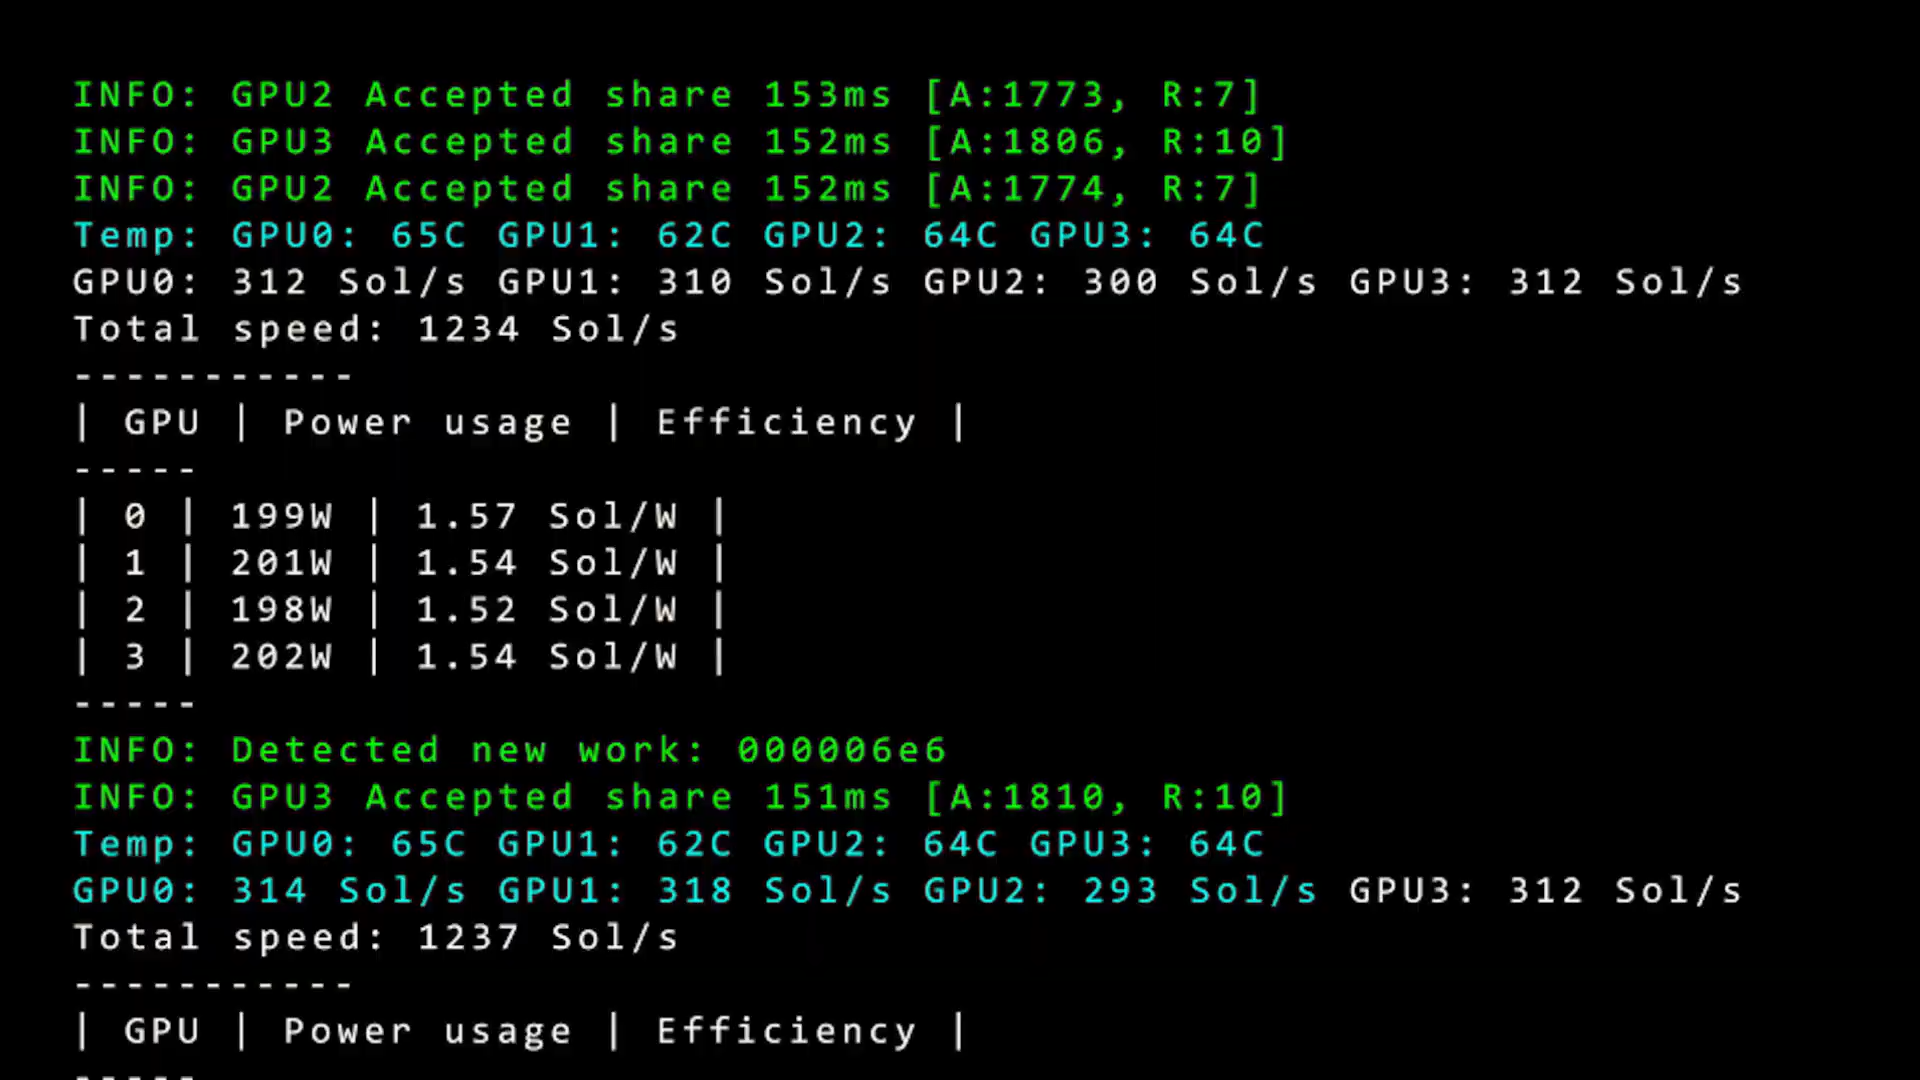 INFO: GPU2 Accepted share 153ms [A:1773, R:7]
INFO: GPU3 Accepted share 152ms [A:1806, R:10]
INFO: GPU2 Accepted share 152ms [A:1774, R:7]
Temp: GPU0: 65C GPU1: 62C GPU2: 64C GPU3: 64C
GPU0: 312 Sol/s GPU1: 310 Sol/s GPU2: 300 Sol/s GPU3: 312 Sol/s
Total speed: 1234 Sol/s
-----------
| GPU | Power usage | Efficiency |
-----
| 0 | 199W | 1.57 Sol/W |
| 1 | 201W | 1.54 Sol/W |
| 2 | 198W | 1.52 Sol/W |
| 3 | 202W | 1.54 Sol/W |
-----
INFO: Detected new work: 000006e6
INFO: GPU3 Accepted share 151ms [A:1810, R:10]
Temp: GPU0: 65C GPU1: 62C GPU2: 64C GPU3: 64C
GPU0: 314 Sol/s GPU1: 318 Sol/s GPU2: 293 Sol/s GPU3: 312 Sol/s
Total speed: 1237 Sol/s
-----------
| GPU | Power usage | Efficiency |
-----